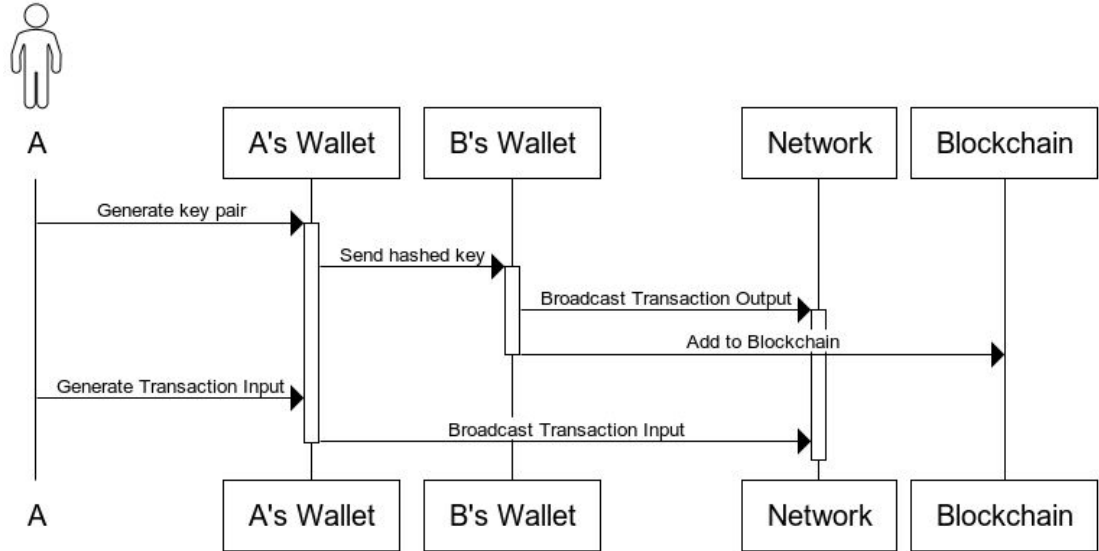 A
A's Wallet
B's Wallet
Network
Blockchain
Generate key pair
Send hashed key
Broadcast Transaction Output
Add to Blockchain
Generate Transaction Input
Broadcast Transaction Input
A
A's Wallet
B's Wallet
Network
Blockchain